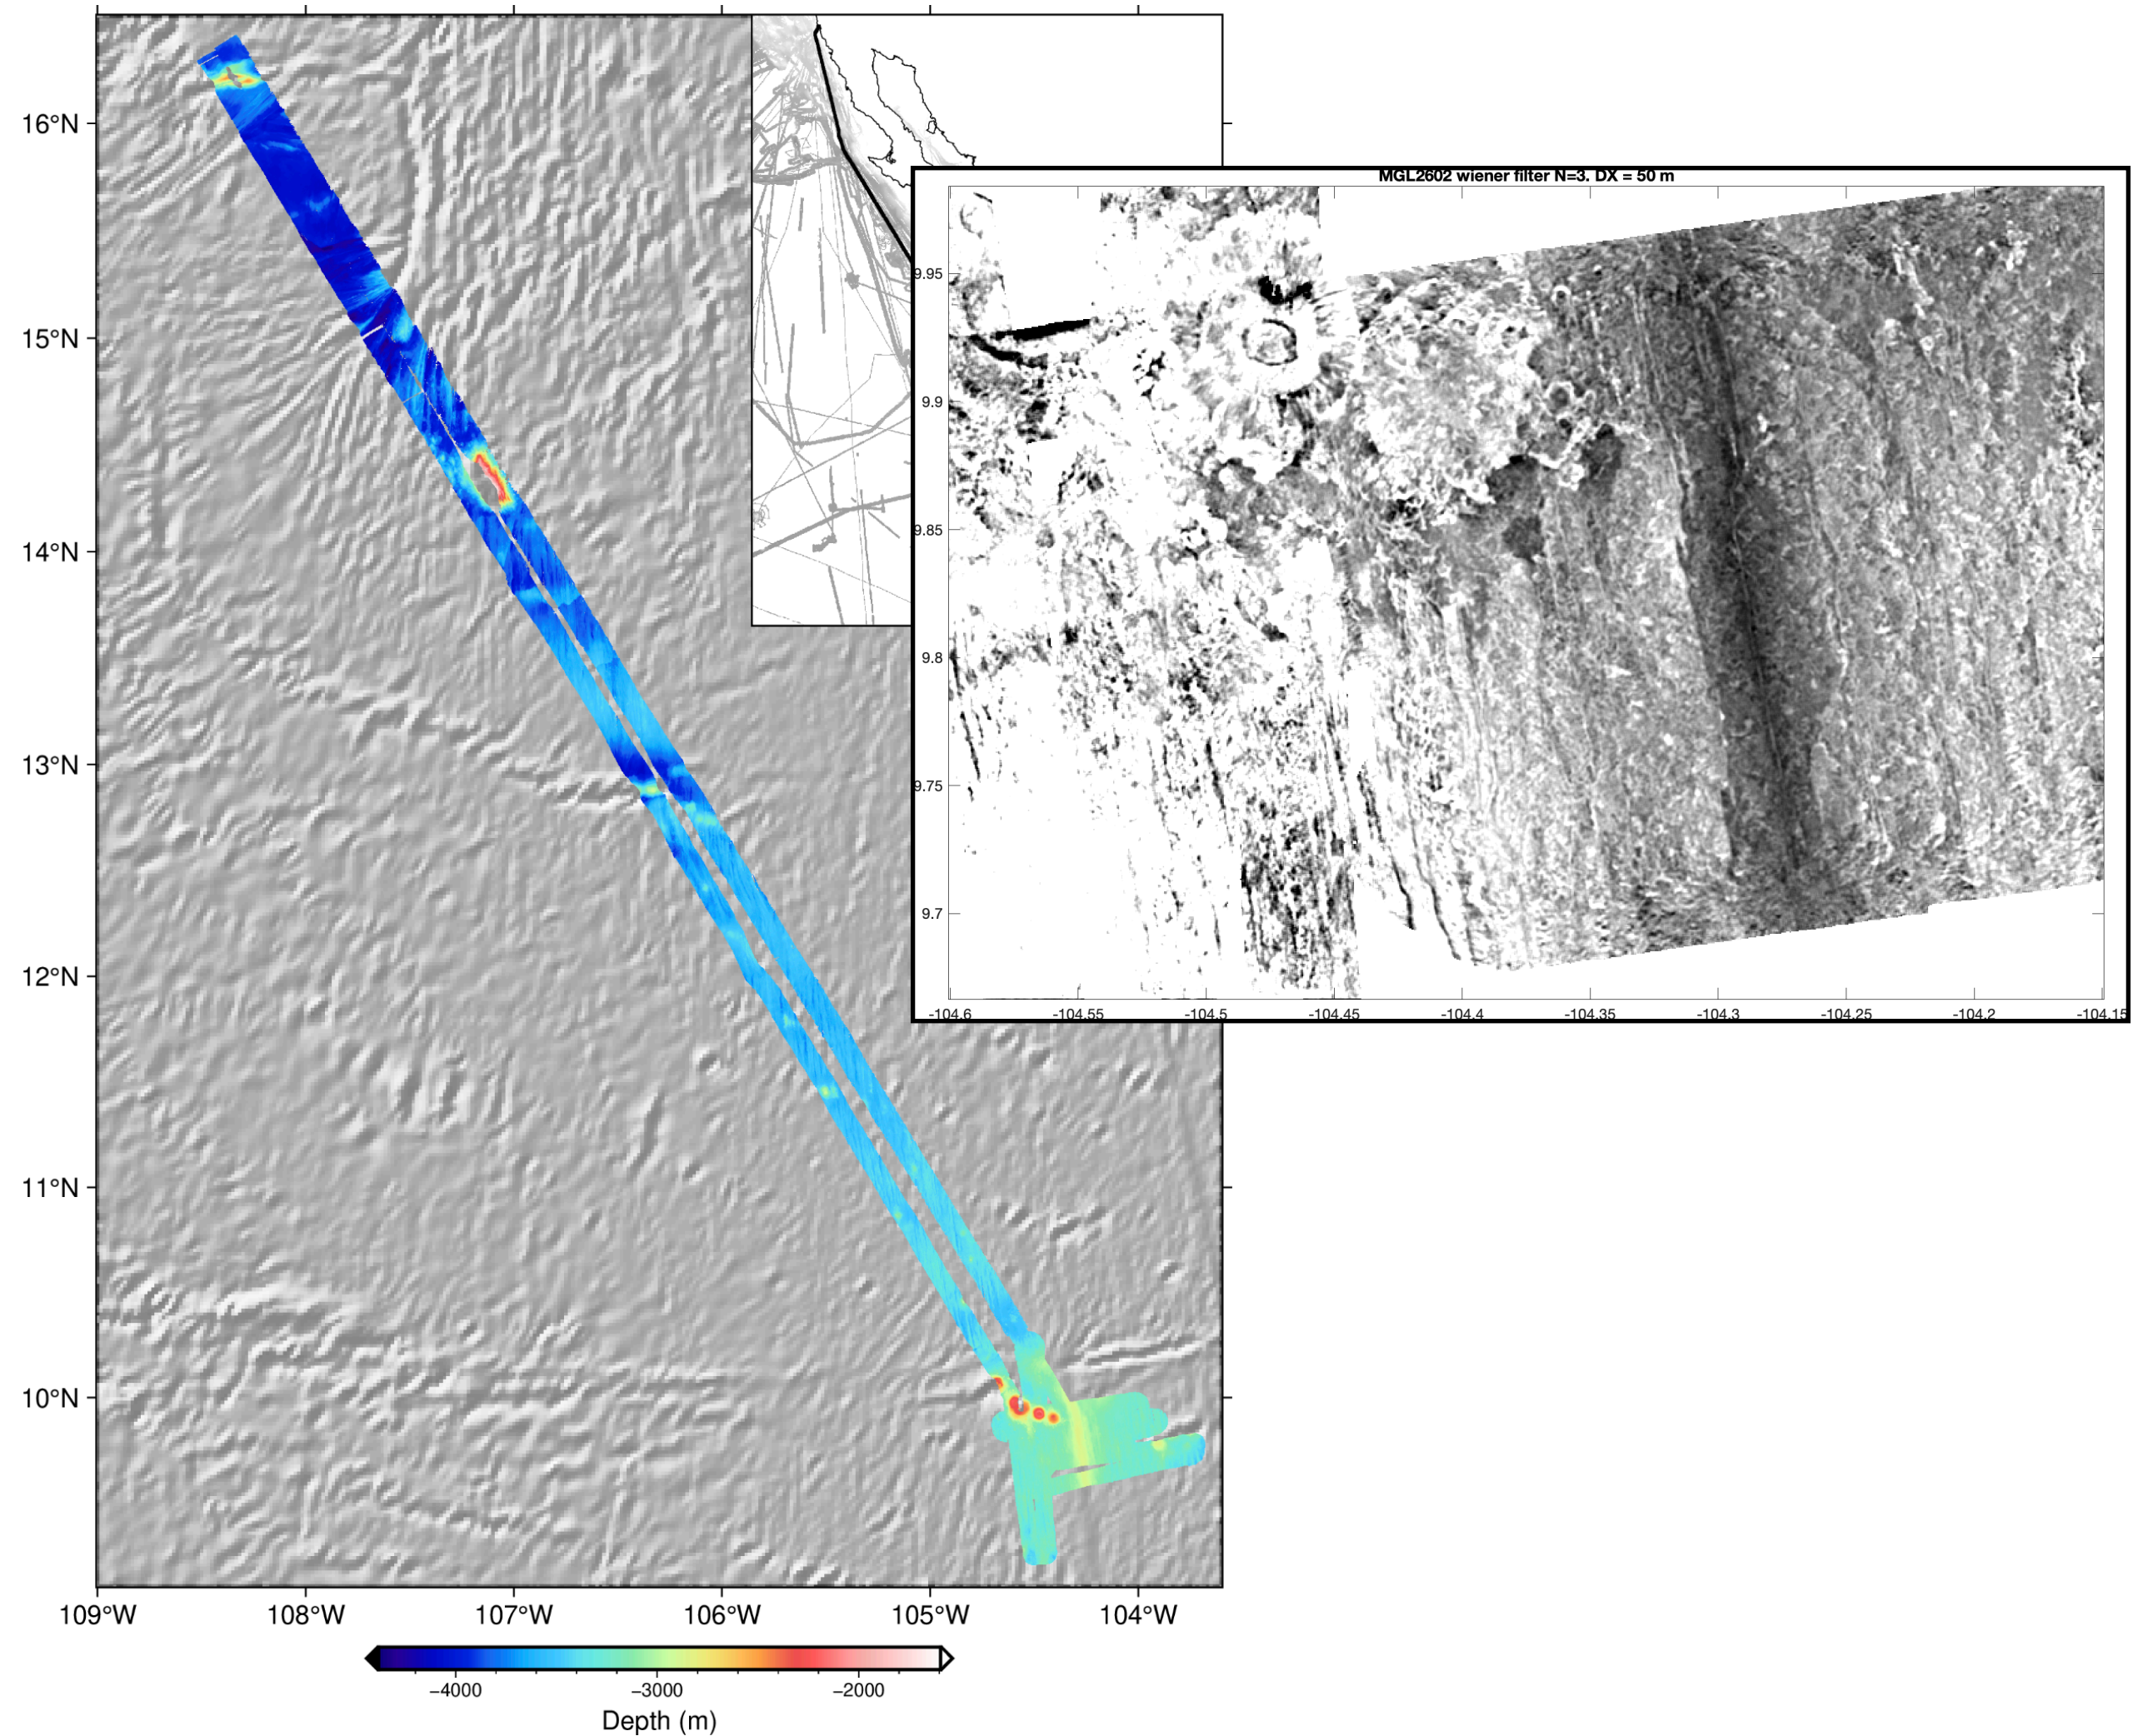 MGL2602 wiener filter N=3. DX = 50 m
9.95
9.9
9.85
9.8
9.75
9.7
-104.6 -104.55 -104.5 -104.45 -104.4 -104.35 -104.3 -104.25 -104.2 -104.15
16°N
15°N
14°N
13°N
12°N
11°N
10°N
109°W 108°W 107°W 106°W 105°W 104°W
−4000 −3000 −2000
Depth (m)